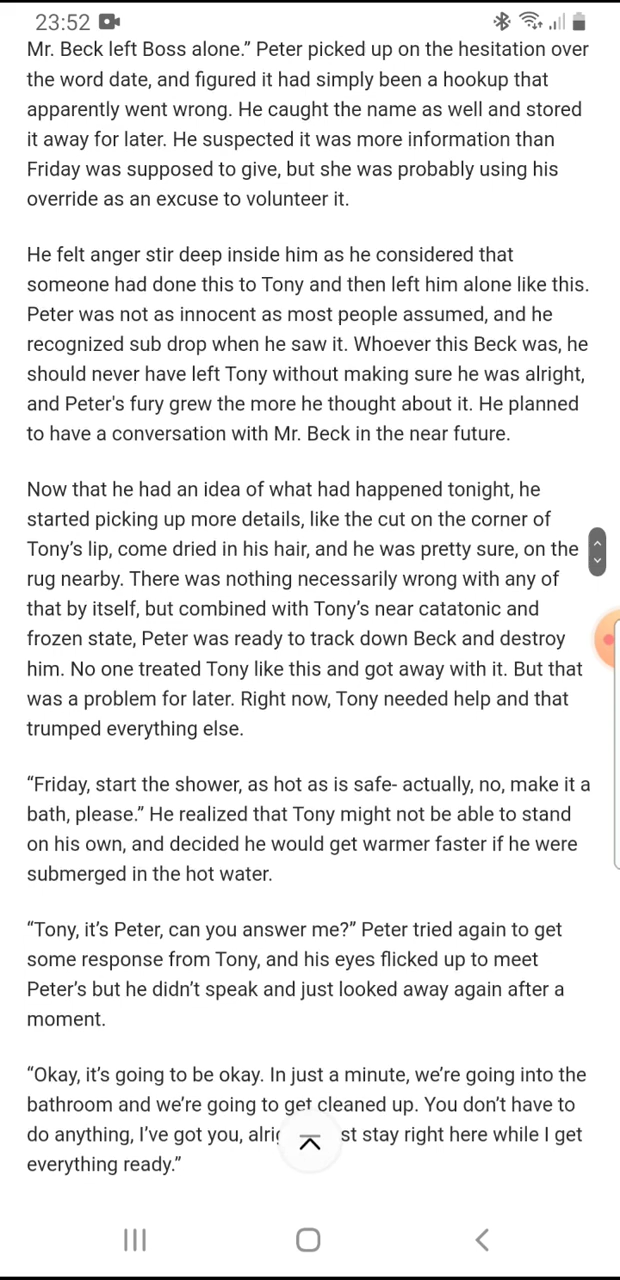 23:52
Mr. Beck left Boss alone.” Peter picked up on the hesitation over
the word date, and figured it had simply been a hookup that
apparently went wrong. He caught the name as well and stored
it away for later. He suspected it was more information than
Friday was supposed to give, but she was probably using his
override as an excuse to volunteer it.
He felt anger stir deep inside him as he considered that
someone had done this to Tony and then left him alone like this.
Peter was not as innocent as most people assumed, and he
recognized sub drop when he saw it. Whoever this Beck was, he
should never have left Tony without making sure he was alright,
and Peter's fury grew the more he thought about it. He planned
to have a conversation with Mr. Beck in the near future.
Now that he had an idea of what had happened tonight, he
started picking up more details, like the cut on the corner of
Tony’s lip, come dried in his hair, and he was pretty sure, on the
rug nearby. There was nothing necessarily wrong with any of
that by itself, but combined with Tony’s near catatonic and
frozen state, Peter was ready to track down Beck and destroy
him. No one treated Tony like this and got away with it. But that
was a problem for later. Right now, Tony needed help and that
trumped everything else.
“Friday, start the shower, as hot as is safe- actually, no, make it a
bath, please.” He realized that Tony might not be able to stand
on his own, and decided he would get warmer faster if he were
submerged in the hot water.
“Tony, it’s Peter, can you answer me?” Peter tried again to get
some response from Tony, and his eyes flicked up to meet
Peter’s but he didn’t speak and just looked away again after a
moment.
“Okay, it’s going to be okay. In just a minute, we’re going into the
bathroom and we’re going to get cleaned up. You don’t have to
do anything, I’ve got you, stay right here while I get
everything ready.”